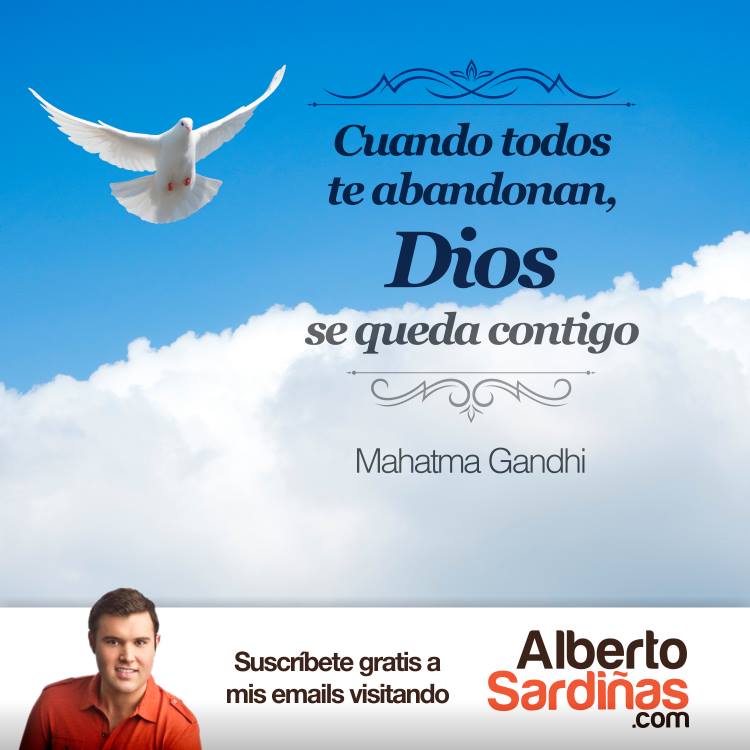 Cuando todos
te abandonan,
Dios
se queda contigo
Mahatma Gandhi
Suscríbete gratis a
mis emails visitando
Alberto
Sardiñas
.com